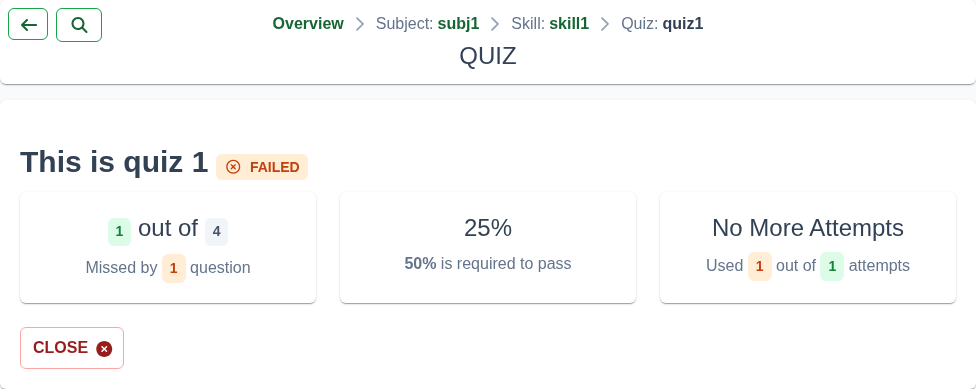 Overview > Subject: subj1 > Skill: skill1 > Quiz: quiz1
QUIZ
This is quiz 1 FAILED
1 out of 4
Missed by 1 question
25%
50% is required to pass
No More Attempts
Used 1 out of 1 attempts
CLOSE